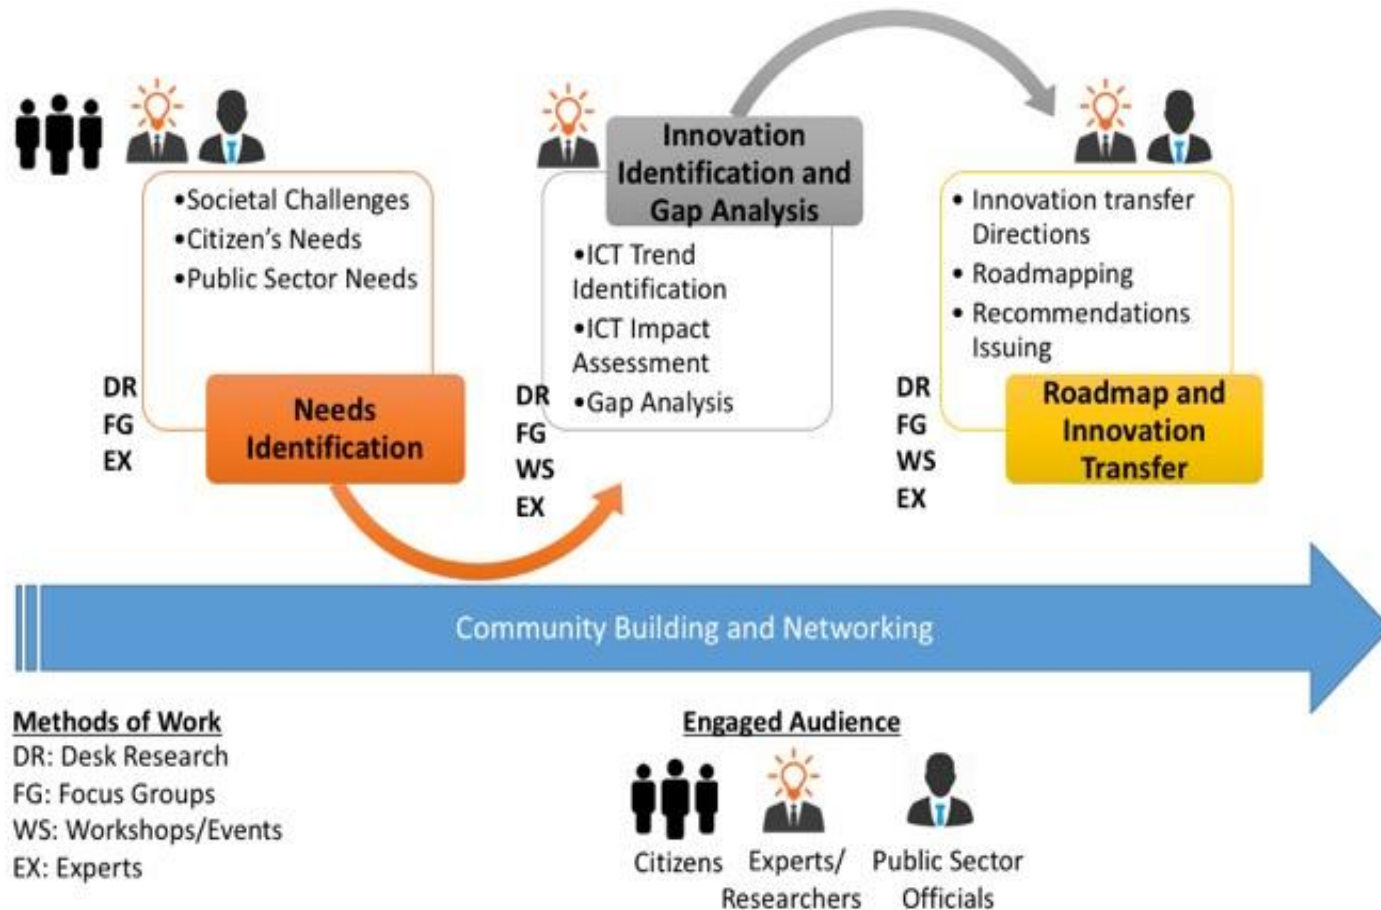 •Societal Challenges
•Citizen's Needs
•Public Sector Needs
DR
FG
EX
Needs
Identification
Innovation
Identification and
Gap Analysis
•ICT Trend
Identification
•ICT Impact
Assessment
•Gap Analysis
DR
FG
WS
EX
• Innovation transfer
Directions
• Roadmapping
• Recommendations
Issuing
DR
FG
WS
EX
Roadmap and
Innovation
Transfer
Community Building and Networking
Methods of Work
DR: Desk Research
FG: Focus Groups
WS: Workshops/Events
EX: Experts
Engaged Audience
Citizens
Experts/
Researchers
Public Sector
Officials